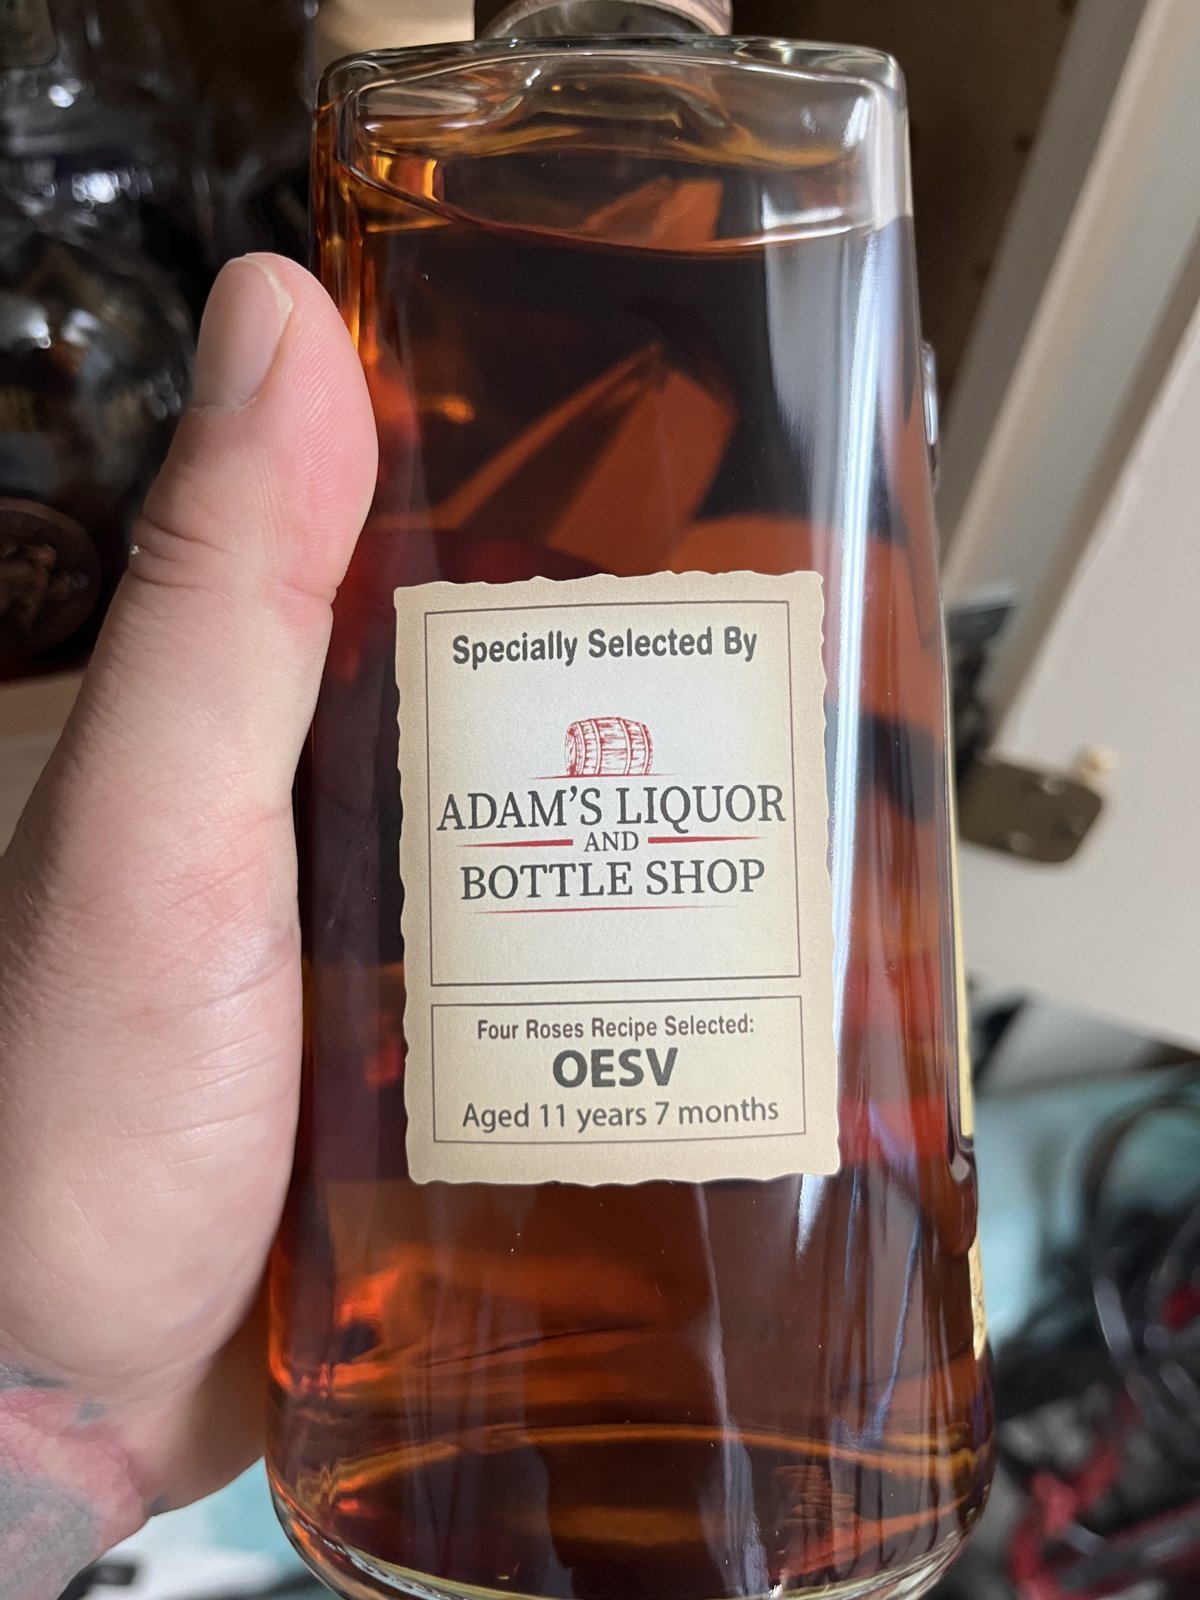 Specially Selected By
ADAM'S LIQUOR
AND
BOTTLE SHOP
Four Roses Recipe Selected:
OESV
Aged 11 years 7 months